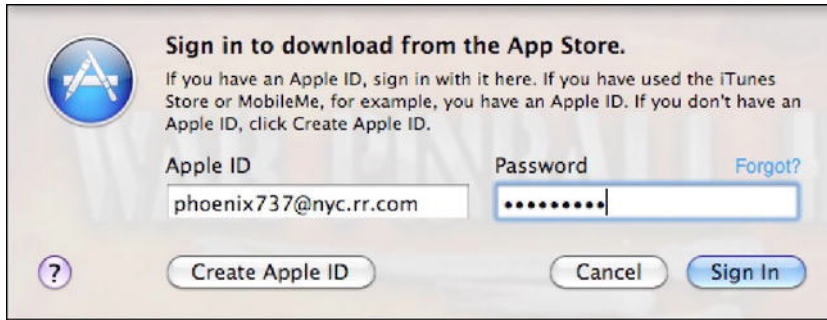 Sign in to download from the App Store.
If you have an Apple ID, sign in with it here. If you have used the iTunes
Store or MobileMe, for example, you have an Apple ID. If you don't have an
Apple ID, click Create Apple ID.
Apple ID Password Forgot?
phoenix737@nyc.rr.com •••••••••
? Create Apple ID Cancel Sign In